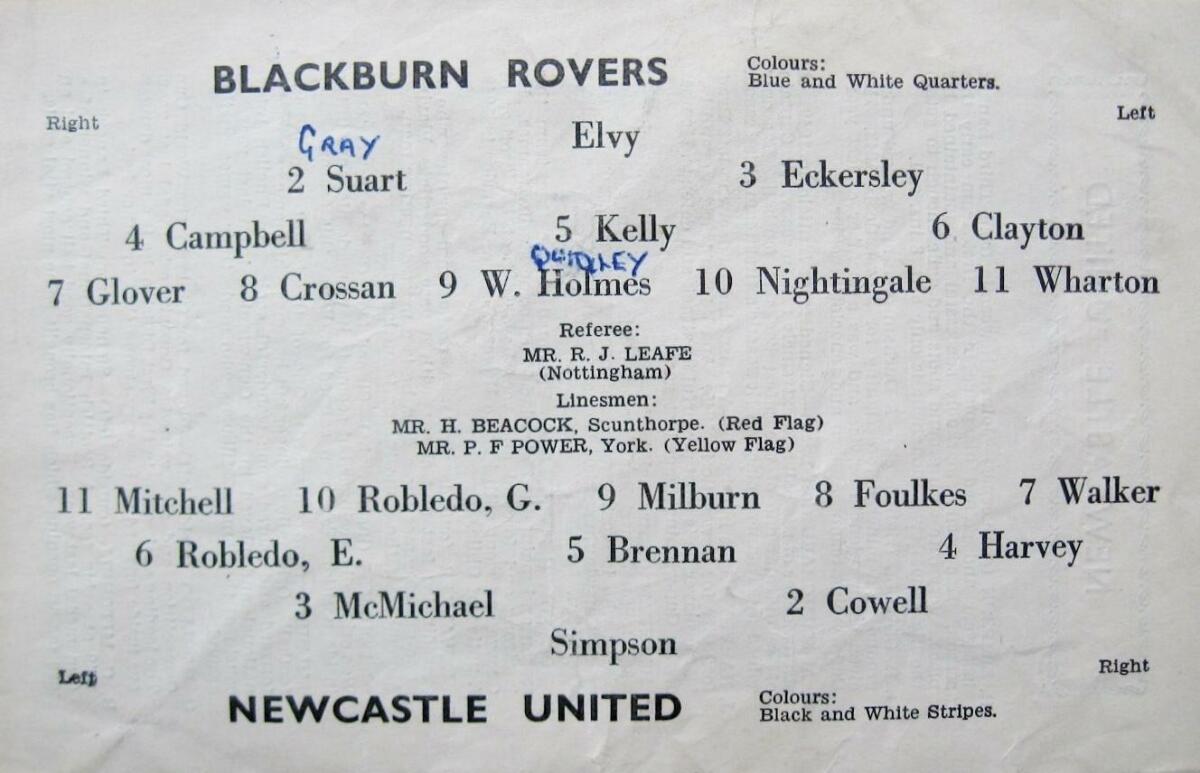 BLACKBURN ROVERS
Colours:
Blue and White Quarters.
Right
Left
GRAY
Elvy
2 Suart 3 Eckersley
4 Campbell 5 Kelly 6 Clayton
QUIGLEY
7 Glover 8 Crossan 9 W. Holmes 10 Nightingale 11 Wharton
Referee:
MR. R. J. LEAFE
(Nottingham)
Linesmen:
MR. H. BEACOCK, Scunthorpe. (Red Flag)
MR. P. F POWER, York. (Yellow Flag)
11 Mitchell 10 Robledo, G. 9 Milburn 8 Foulkes 7 Walker
6 Robledo, E. 5 Brennan 4 Harvey
3 McMichael 2 Cowell
Simpson
Left
Right
NEWCASTLE UNITED
Colours:
Black and White Stripes.